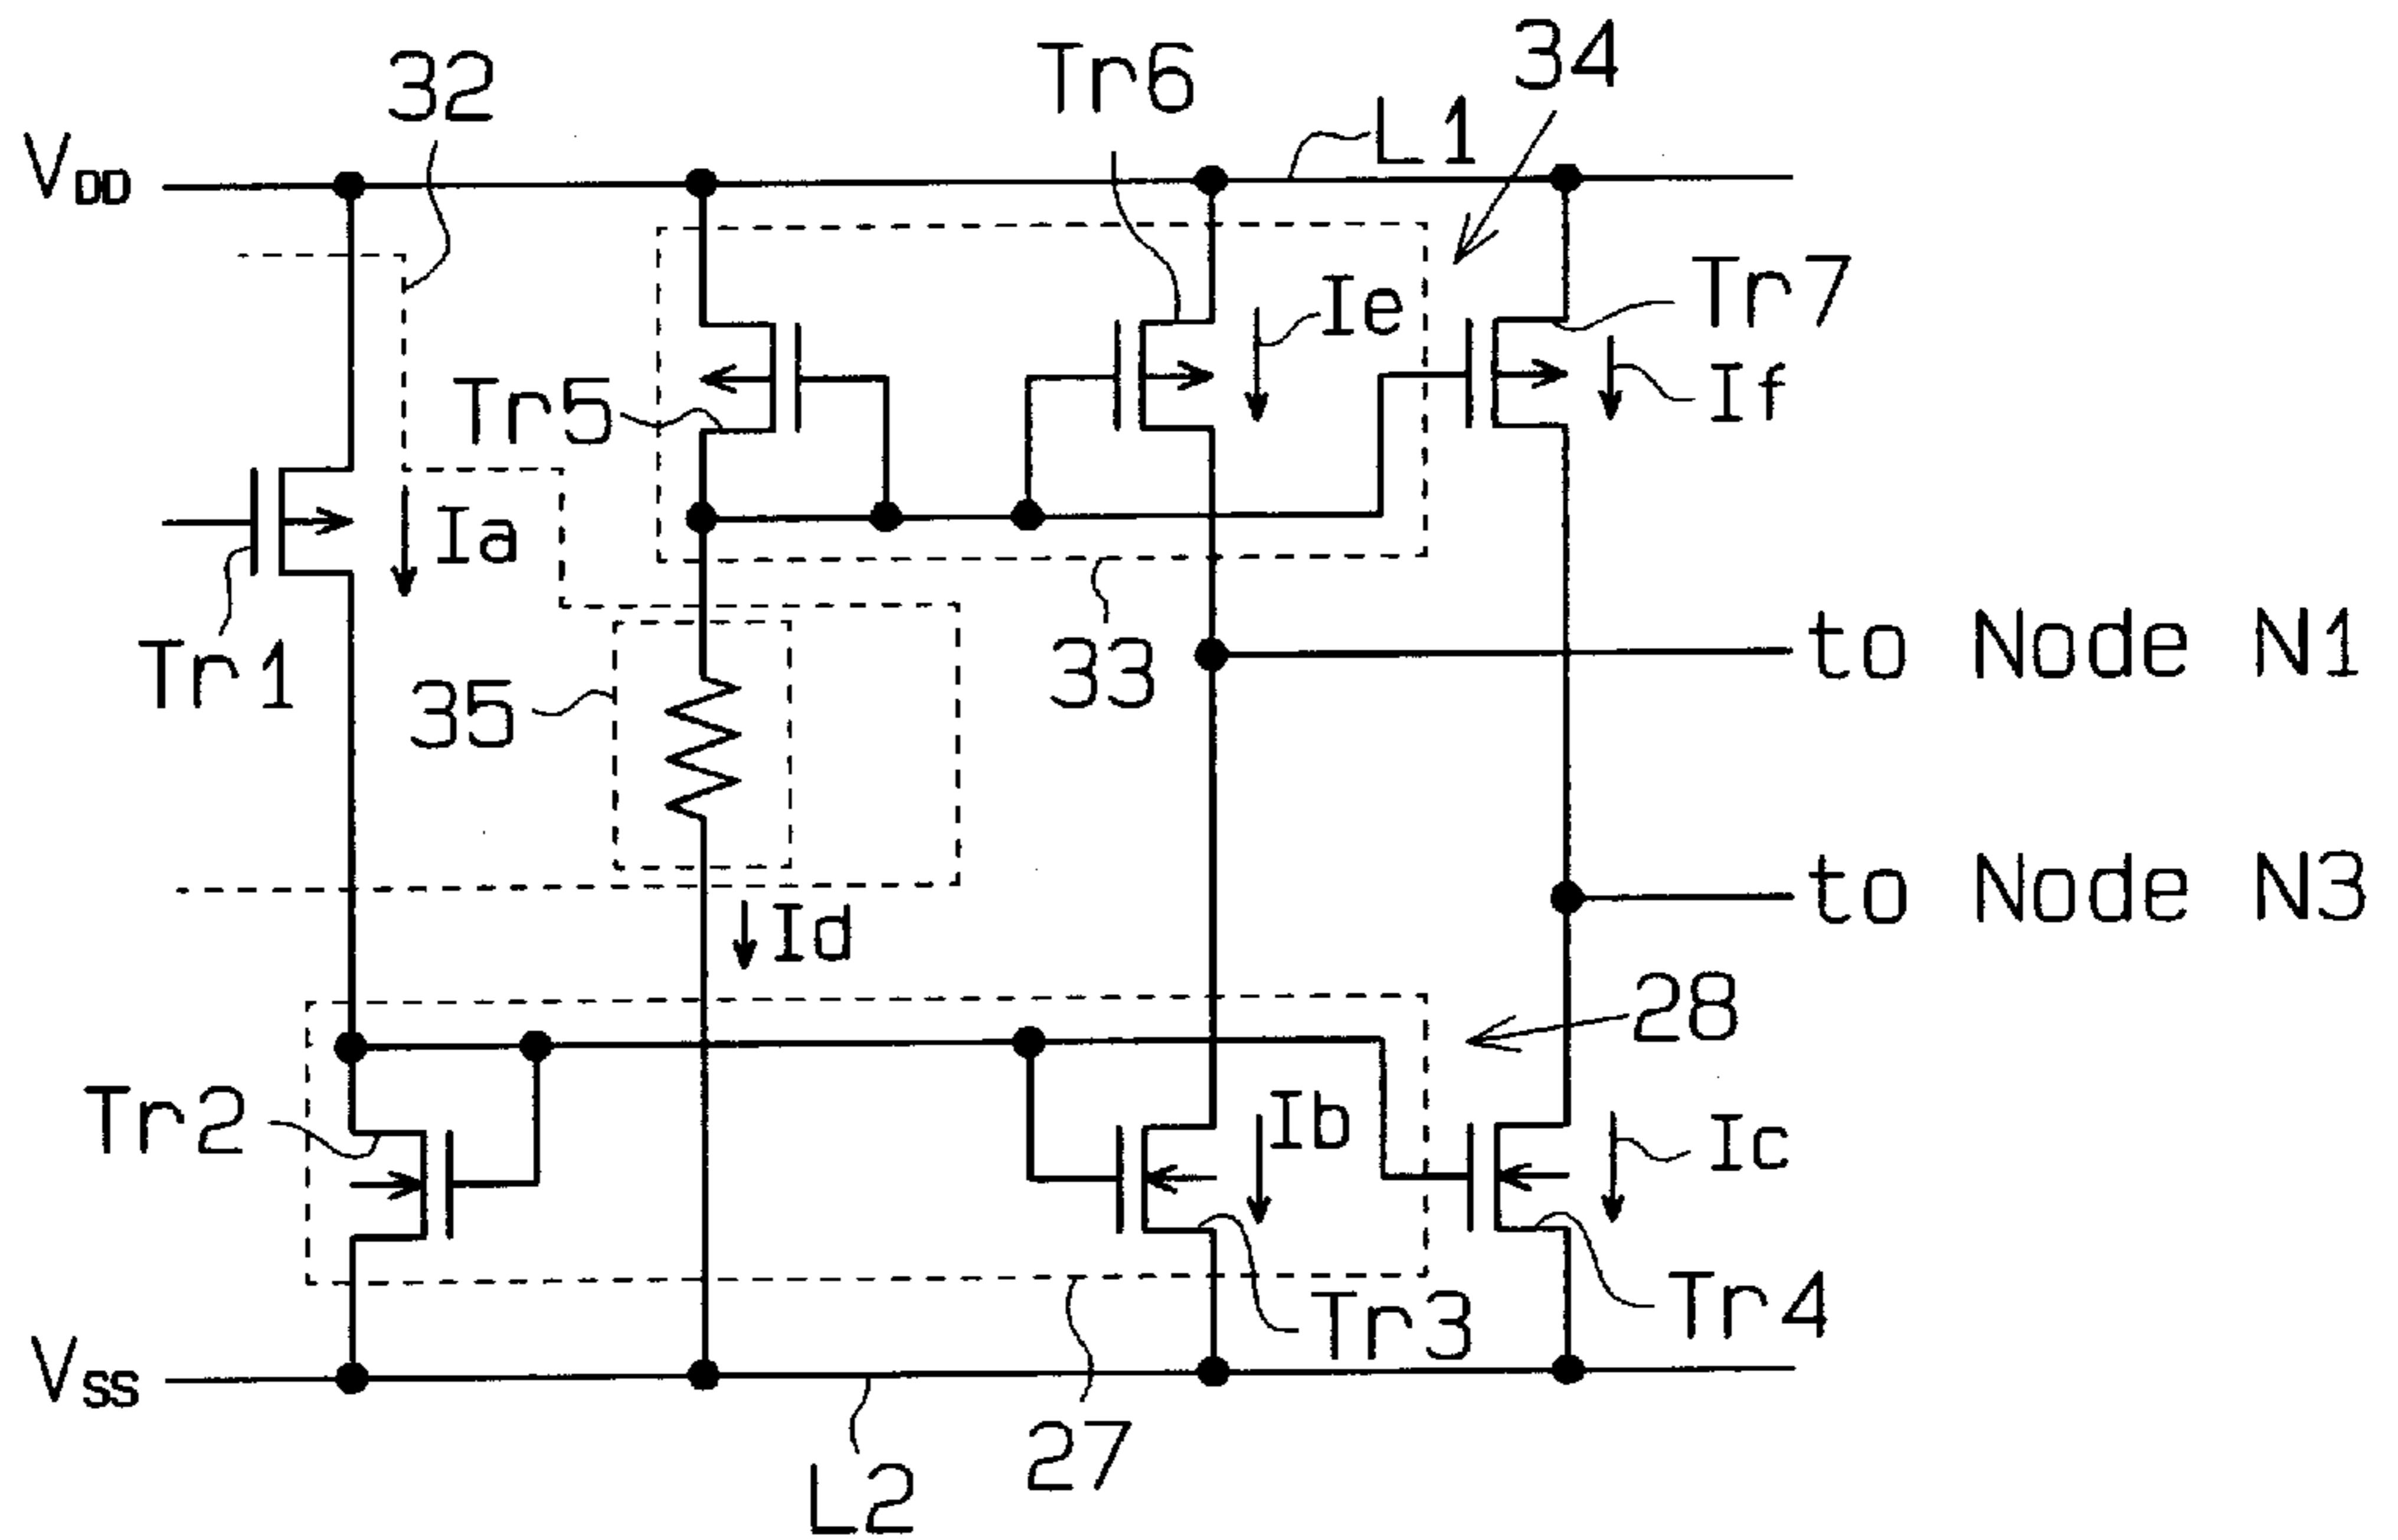 32
Tr6
34
L1
VDD
Ie
Tr7
Tr5
If
Ia
Tr1
35
33
to Node N1
to Node N3
Id
28
Tr2
Ib
Ic
Tr3
Tr4
VSS
27
L2